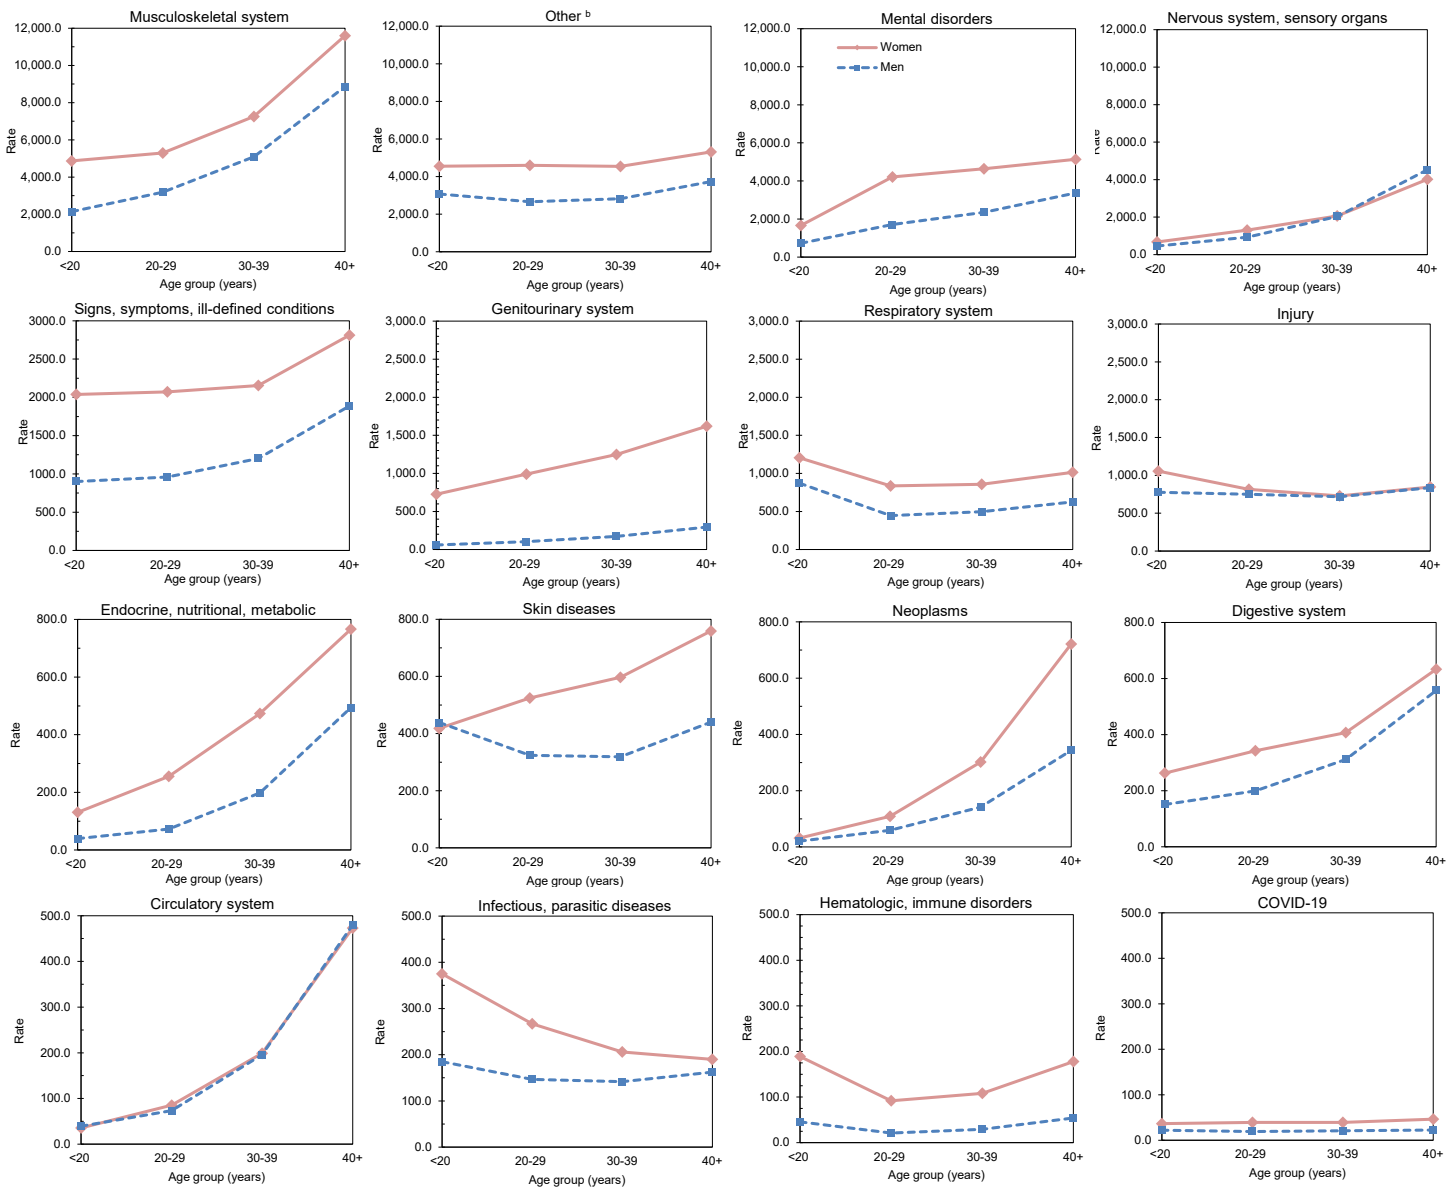 Musculoskeletal system
12,000.0
10,000.0
8,000.0
6,000.0
4,000.0
2,000.0
0.0
Rate
<20 20-29 30-39 40+
Age group (years)
Other b
12,000.0
10,000.0
8,000.0
6,000.0
4,000.0
2,000.0
0.0
Rate
<20 20-29 30-39 40+
Age group (years)
Mental disorders
12,000.0
10,000.0
8,000.0
6,000.0
4,000.0
2,000.0
0.0
Rate
Women
Men
<20 20-29 30-39 40+
Age group (years)
Nervous system, sensory organs
12,000.0
10,000.0
8,000.0
6,000.0
4,000.0
2,000.0
0.0
Rate
<20 20-29 30-39 40+
Age group (years)
Signs, symptoms, ill-defined conditions
3000.0
2500.0
2000.0
1500.0
1000.0
500.0
0.0
Rate
<20 20-29 30-39 40+
Age group (years)
Genitourinary system
3,000.0
2,500.0
2,000.0
1,500.0
1,000.0
500.0
0.0
Rate
<20 20-29 30-39 40+
Age group (years)
Respiratory system
3,000.0
2,500.0
2,000.0
1,500.0
1,000.0
500.0
0.0
Rate
<20 20-29 30-39 40+
Age group (years)
Injury
3,000.0
2,500.0
2,000.0
1,500.0
1,000.0
500.0
0.0
Rate
<20 20-29 30-39 40+
Age group (years)
Endocrine, nutritional, metabolic
800.0
600.0
400.0
200.0
0.0
Rate
<20 20-29 30-39 40+
Age group (years)
Skin diseases
800.0
600.0
400.0
200.0
0.0
Rate
<20 20-29 30-39 40+
Age group (years)
Neoplasms
800.0
600.0
400.0
200.0
0.0
Rate
<20 20-29 30-39 40+
Age group (years)
Digestive system
800.0
600.0
400.0
200.0
0.0
Rate
<20 20-29 30-39 40+
Age group (years)
Circulatory system
500.0
400.0
300.0
200.0
100.0
0.0
Rate
<20 20-29 30-39 40+
Age group (years)
Infectious, parasitic diseases
500.0
400.0
300.0
200.0
100.0
0.0
Rate
<20 20-29 30-39 40+
Age group (years)
Hematologic, immune disorders
500.0
400.0
300.0
200.0
100.0
0.0
Rate
<20 20-29 30-39 40+
Age group (years)
COVID-19
500.0
400.0
300.0
200.0
100.0
0.0
Rate
<20 20-29 30-39 40+
Age group (years)